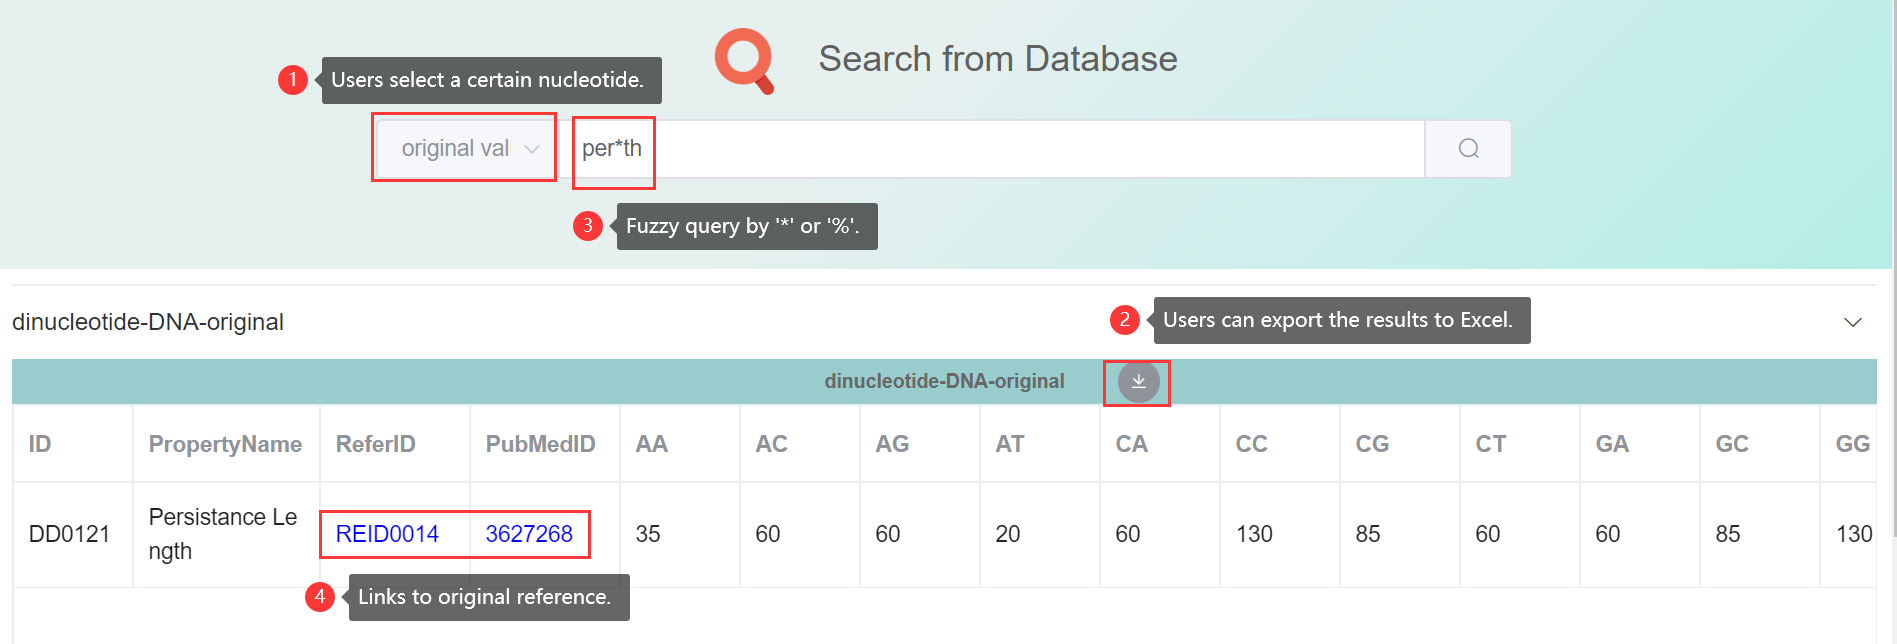 Search from Database
1 Users select a certain nucleotide.
original val
per*th
3 Fuzzy query by '*' or '%'.
dinucleotide-DNA-original
2 Users can export the results to Excel.
dinucleotide-DNA-original
ID PropertyName ReferID PubMedID AA AC AG AT CA CC CG CT GA GC GG
DD0121 Persistance Le
ngth REID0014 3627268 35 60 60 20 60 130 85 60 60 85 130
4 Links to original reference.